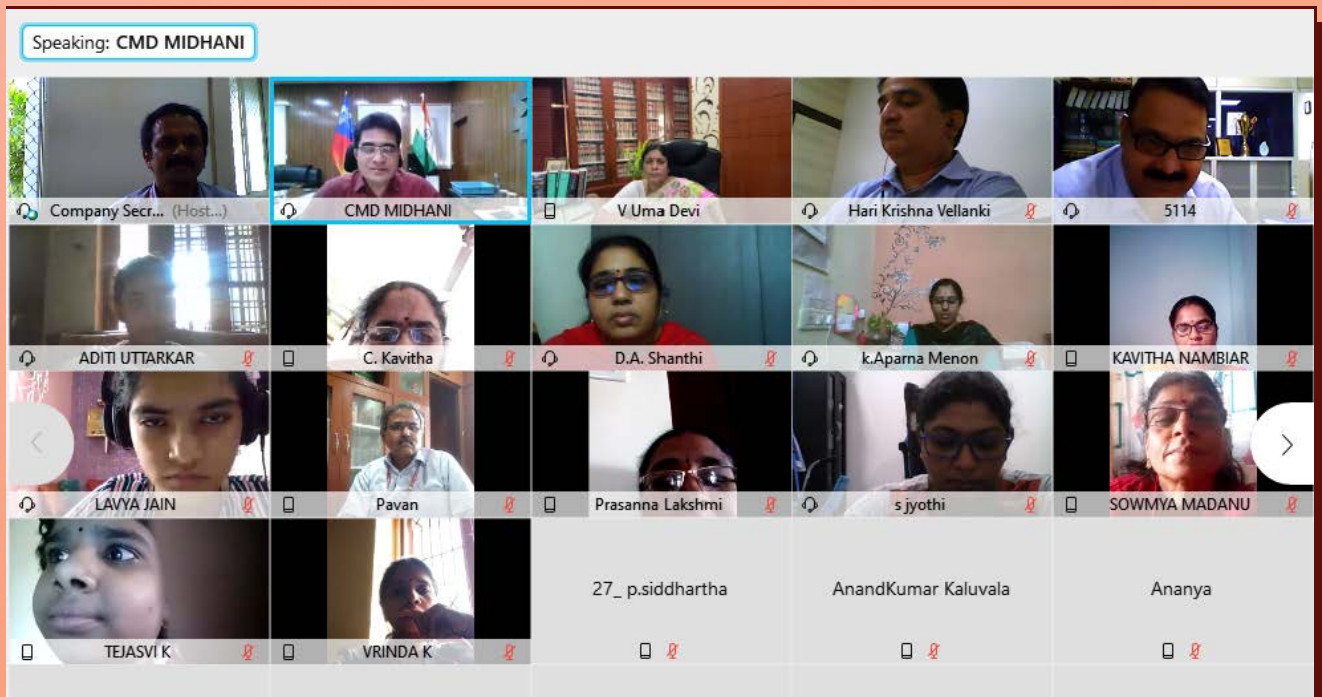 Speaking: CMD MIDHANI
Company Secr... (Host...)
CMD MIDHANI
V Uma Devi
Hari Krishna Vellanki
5114
ADITI UTTARKAR
C. Kavitha
D.A. Shanthi
k.Aparna Menon
KAVITHA NAMBIAR
LAVYA JAIN
Pavan
Prasanna Lakshmi
s jyothi
SOWMYA MADANU
TEJASVI K
VRINDA K
27_ p.siddhartha
AnandKumar Kaluvala
Ananya